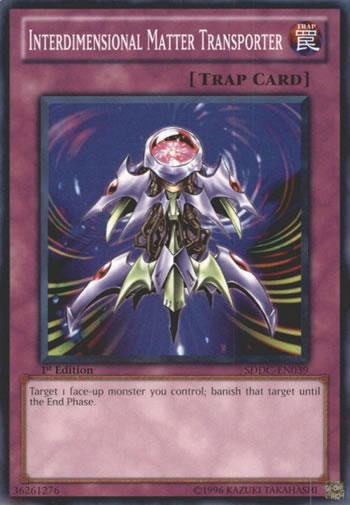 Interdimensional Matter Transporter
TRAP
罠
[Trap Card]
1st Edition
SDDC-EN039
Target 1 face-up monster you control; banish that target until
the End Phase.
36261276
©1996 KAZUKI TAKAHASHI